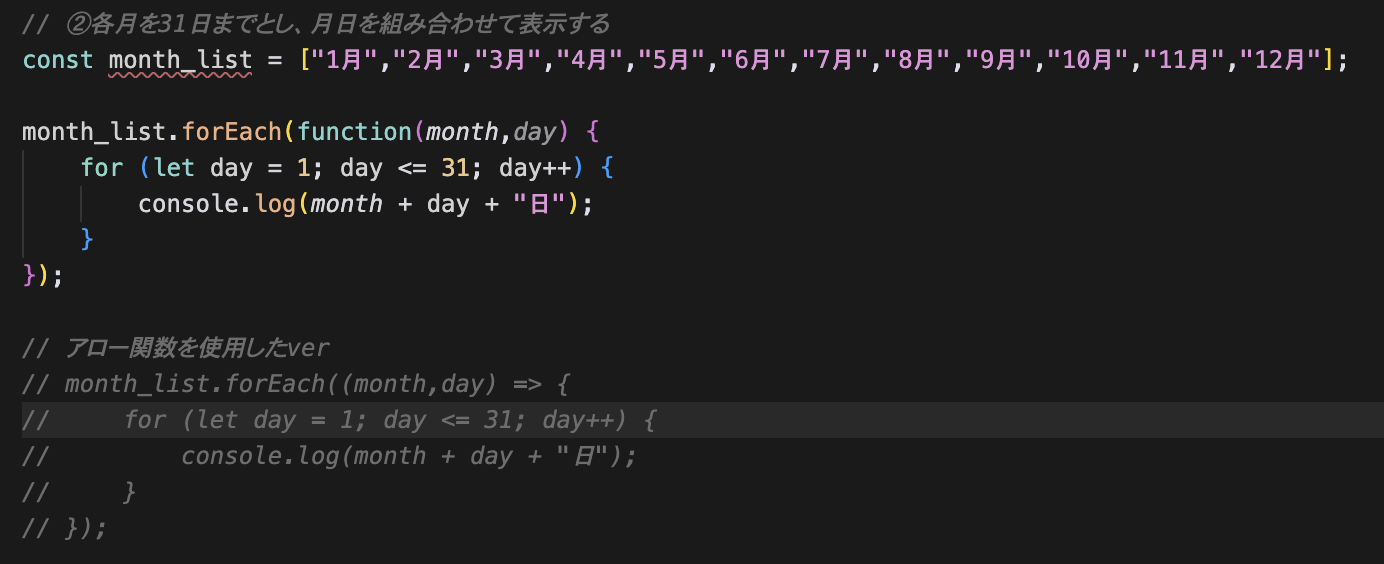 // ②各月を31日までとし、月日を組み合わせて表示する
const month_list = ["1月","2月","3月","4月","5月","6月","7月","8月","9月","10月","11月","12月"];
month_list.forEach(function(month,day) {
    for (let day = 1; day <= 31; day++) {
        console.log(month + day + "日");
    }
});
// アロー関数を使用したver
// month_list.forEach((month,day) => {
//     for (let day = 1; day <= 31; day++) {
//         console.log(month + day + "日");
//     }
// });